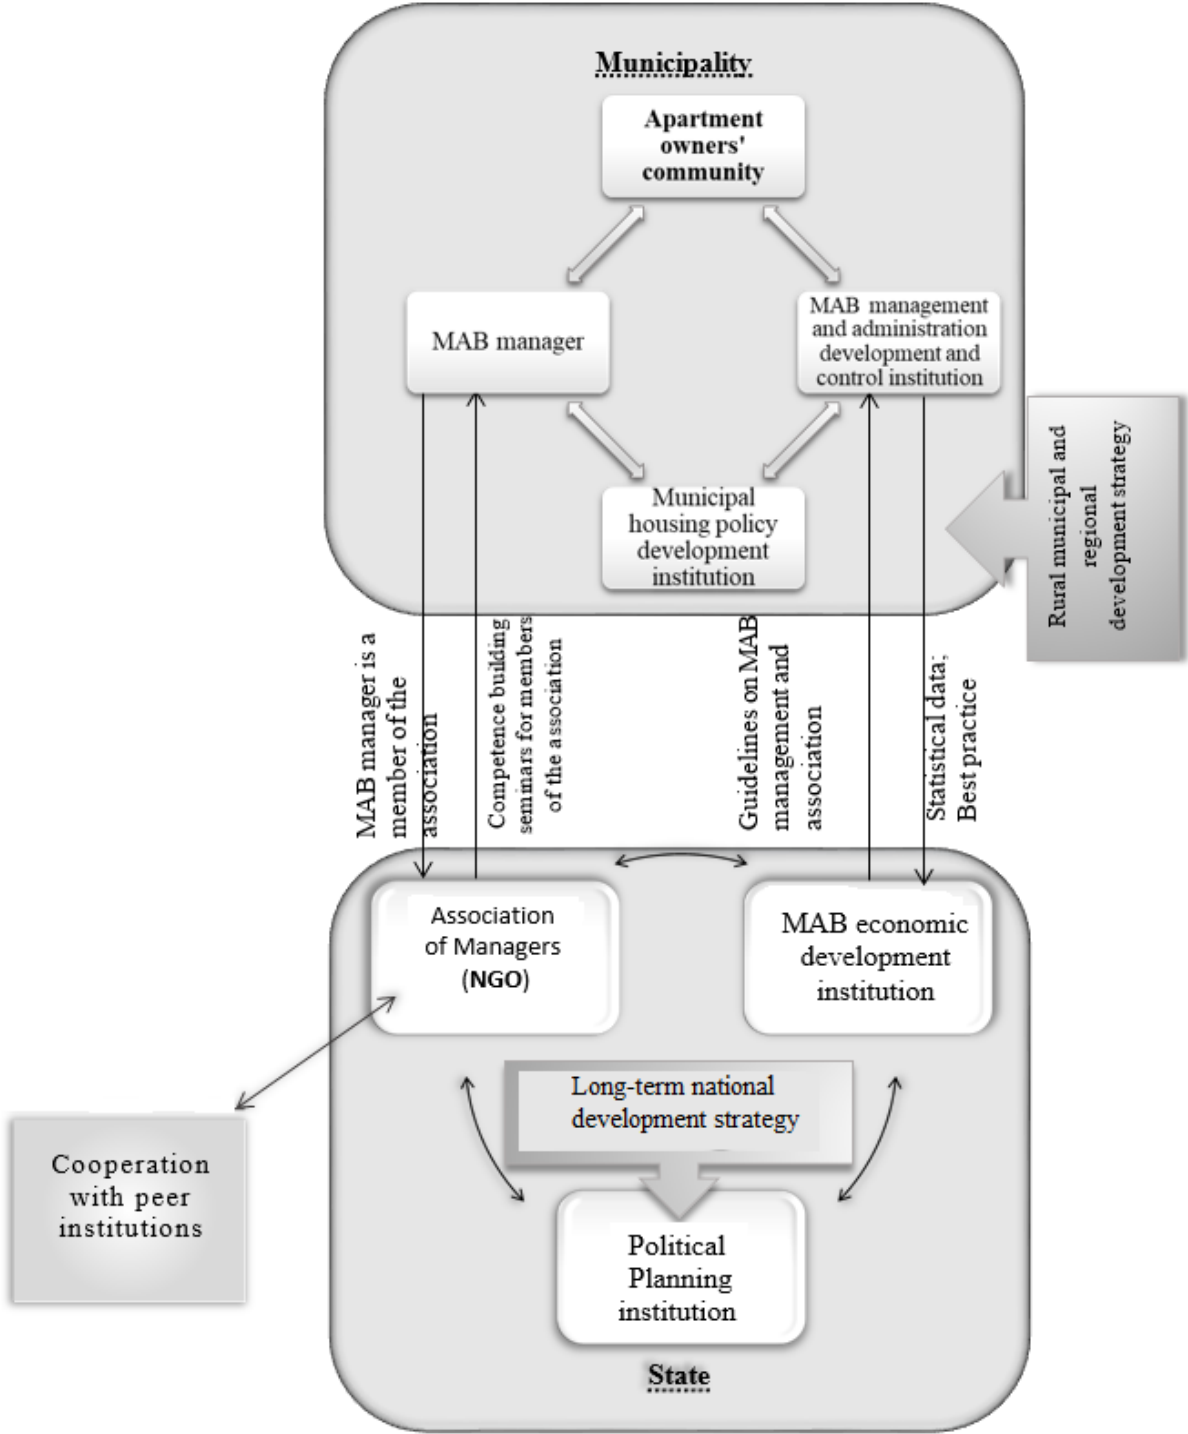 Municipality
Apartment
owners'
community
MAB manager
MAB management
and administration
development and
control institution
Municipal
housing policy
development
institution
Rural municipal and
regional
development strategy
MAB manager is a
member of the
association
Competence building
seminars for members
of the association
Guidelines on MAB
management and
association
Statistical data;
Best practice
Association
of Managers
(NGO)
MAB economic
development
institution
Long-term national
development strategy
Cooperation
with peer
institutions
Political
Planning
institution
State